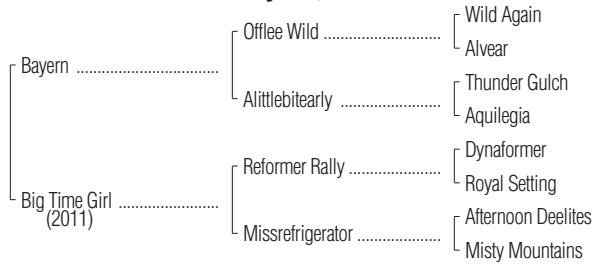 Wild Again
Offlee Wild ..............................
Alvear
Bayern ....................................
Thunder Gulch
Alittlebitearly ...........................
Aquilegia
Dynaformer
Reformer Rally .......................
Royal Setting
Big Time Girl .........................
(2011)
Afternoon Deelites
Missrefrigerator .....................
Misty Mountains